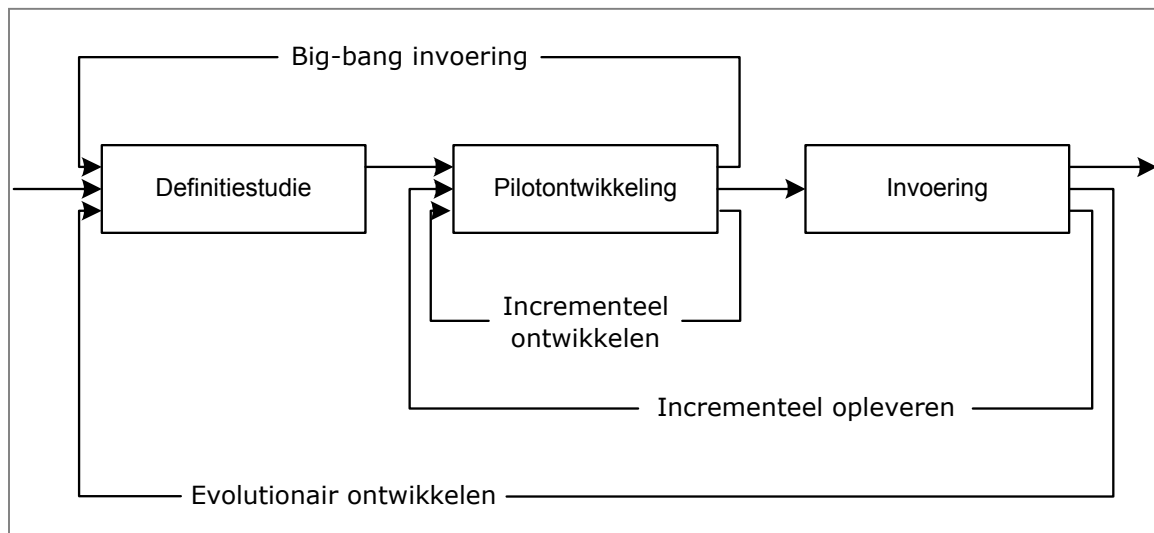 Big-bang invoering
Definitiestudie
Pilotontwikkeling
Invoering
Incrementeel
ontwikkelen
Incrementeel opleveren
Evolutionair ontwikkelen